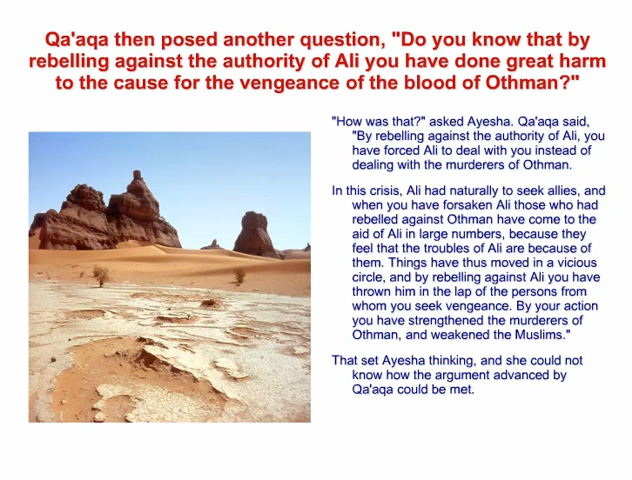 Qa'aqa then posed another question, "Do you know that by
rebelling against the authority of Ali you have done great harm
to the cause for the vengeance of the blood of Othman?"
"How was that?" asked Ayesha. Qa'aqa said,
"By rebelling against the authority of Ali, you
have forced Ali to deal with you instead of
dealing with the murderers of Othman.
In this crisis, Ali had naturally to seek allies, and
when you have forsaken Ali those who had
rebelled against Othman have come to the
aid of Ali in large numbers, because they
feel that the troubles of Ali are because of
them. Things have thus moved in a vicious
circle, and by rebelling against Ali you have
thrown him in the lap of the persons from
whom you seek vengeance. By your action
you have strengthened the murderers of
Othman, and weakened the Muslims."
That set Ayesha thinking, and she could not
know how the argument advanced by
Qa'aqa could be met.